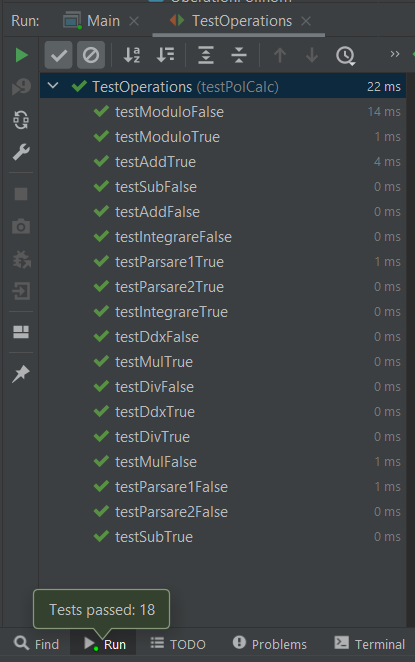 Run: Main × TestOperations ×
»
TestOperations (testPolCalc) 22 ms
testModuloFalse 14 ms
testModuloTrue 1 ms
testAddTrue 4 ms
testSubFalse 0 ms
testAddFalse 0 ms
testIntegrareFalse 0 ms
testParsare1True 1 ms
testParsare2True 0 ms
testIntegrareTrue 0 ms
testDdxFalse 0 ms
testMulTrue 0 ms
testDivFalse 0 ms
testDdxTrue 0 ms
testDivTrue 0 ms
testMulFalse 1 ms
testParsare1False 1 ms
testParsare2False 0 ms
testSubTrue 0 ms
Tests passed: 18
Find Run TODO Problems Terminal